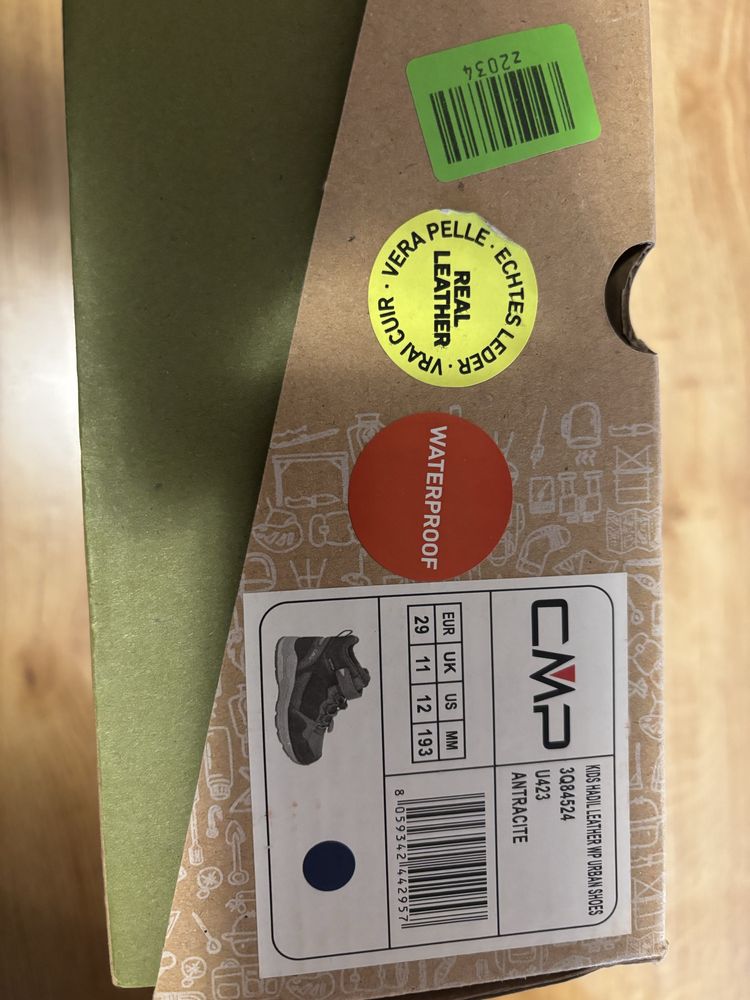 z2034
VERA PELLE · ECHTES LEDER · VRAI CUIR ·
REAL
LEATHER
WATERPROOF
CMP
KIDS HADIL LEATHER WP URBAN SHOES
3Q84524
U423
ANTRACITE
EUR UK US MM
29 11 12 193
8 059342 442957